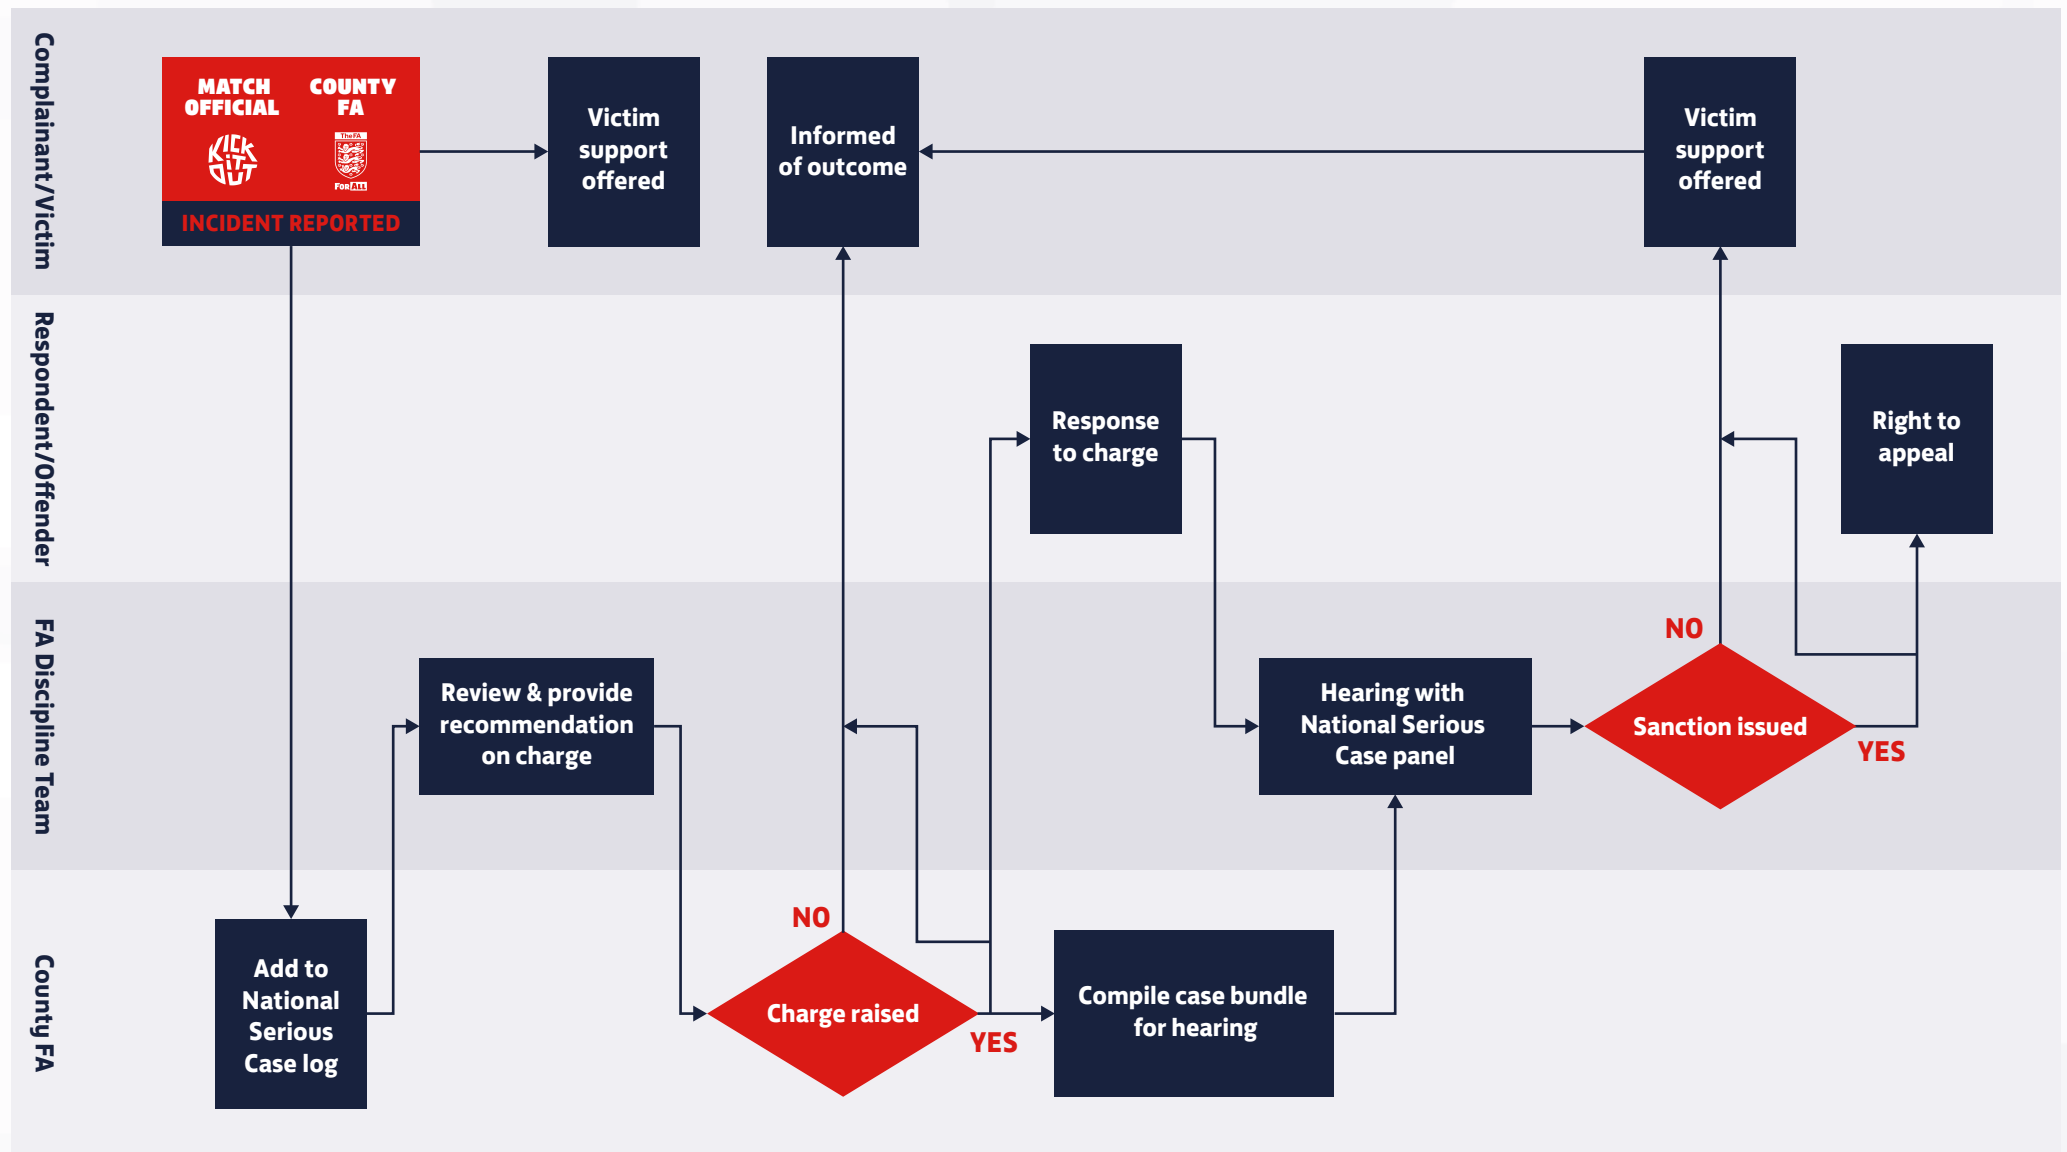 Complainant/Victim
MATCH
OFFICIAL
KICK
IT
OUT
COUNTY
FA
The FA
FOR ALL
INCIDENT REPORTED
Victim
support
offered
Informed
of outcome
Victim
support
offered
Respondent/Offender
Response
to charge
Right to
appeal
FA Discipline Team
Review & provide
recommendation
on charge
Hearing with
National Serious
Case panel
NO
Sanction issued
YES
County FA
Add to
National
Serious
Case log
NO
Charge raised
YES
Compile case bundle
for hearing